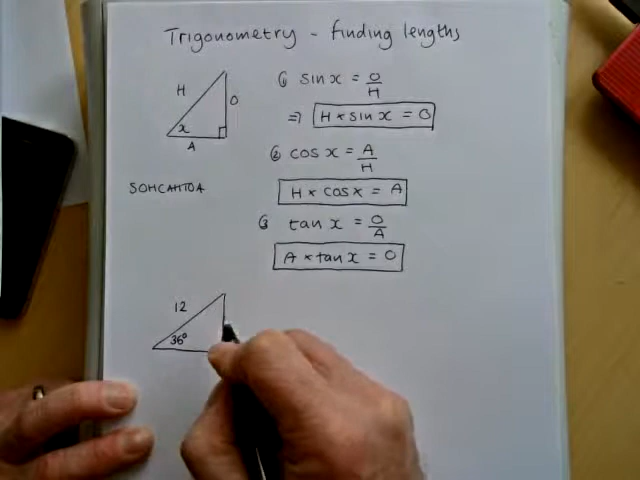 Trigonometry - finding lengths
H
O
x
A
SOHCAHTOA
① sin x = O/H
⇒ H × sin x = O
② cos x = A/H
H × cos x = A
③ tan x = O/A
A × tan x = O
12
36°